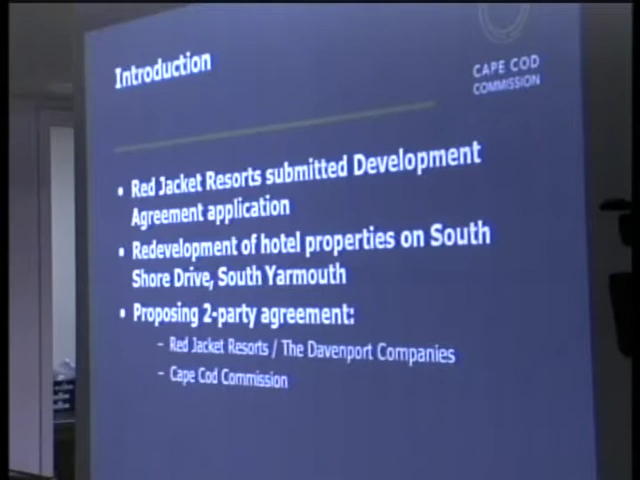 Introduction
CAPE COD
COMMISSION
• Red Jacket Resorts submitted Development
Agreement application
• Redevelopment of hotel properties on South
Shore Drive, South Yarmouth
• Proposing 2-party agreement:
– Red Jacket Resorts / The Davenport Companies
– Cape Cod Commission